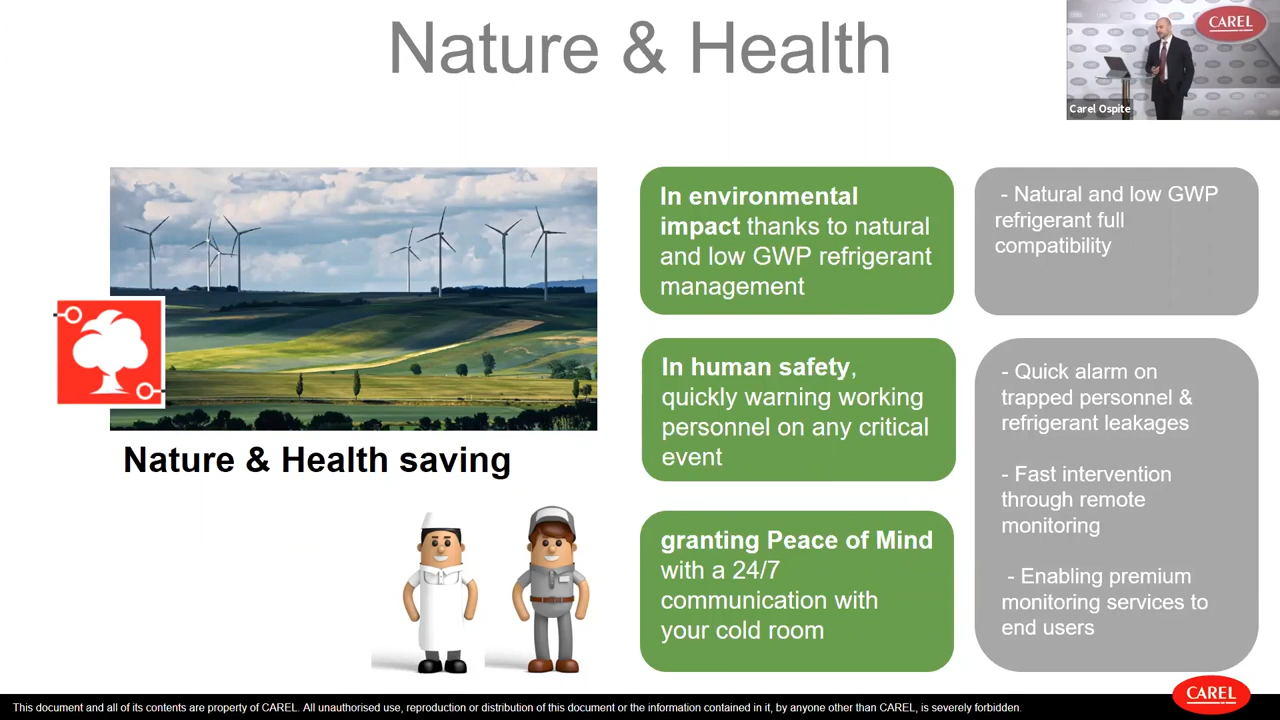 Nature & Health
CAREL
Carel Ospite
In environmental
impact thanks to natural
and low GWP refrigerant
management
- Natural and low GWP
refrigerant full
compatibility
In human safety,
quickly warning working
personnel on any critical
event
- Quick alarm on
trapped personnel &
refrigerant leakages
- Fast intervention
through remote
monitoring
- Enabling premium
monitoring services to
end users
Nature & Health saving
granting Peace of Mind
with a 24/7
communication with
your cold room
This document and all of its contents are property of CAREL. All unauthorised use, reproduction or distribution of this document or the information contained in it, by anyone other than CAREL, is severely forbidden.
CAREL